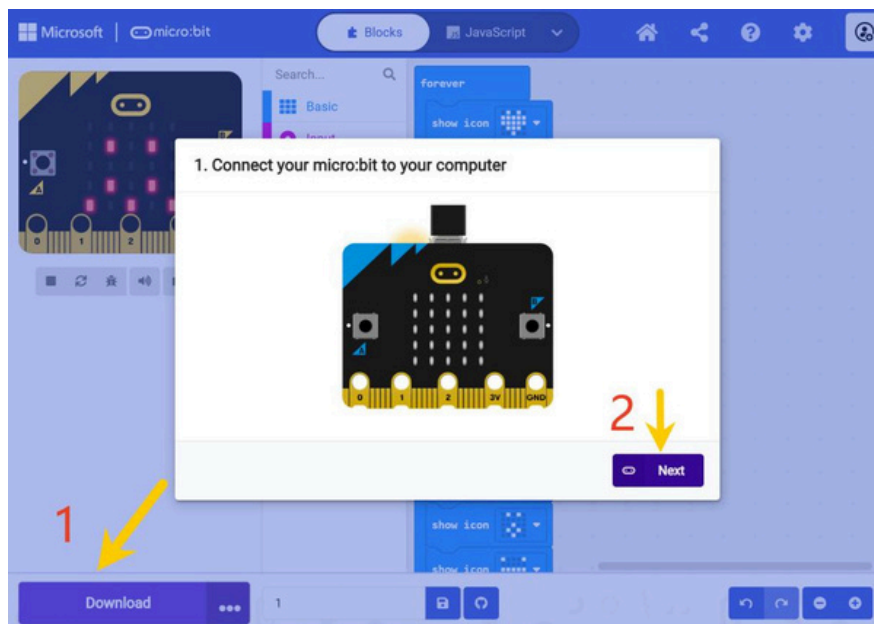 Microsoft | micro:bit
Blocks
JavaScript
Search...
Basic
Input
forever
show icon
1. Connect your micro:bit to your computer
A
B
0 1 2
A
B
0 1 2 3V GND
2
Next
1
show icon
show icon
Download
1